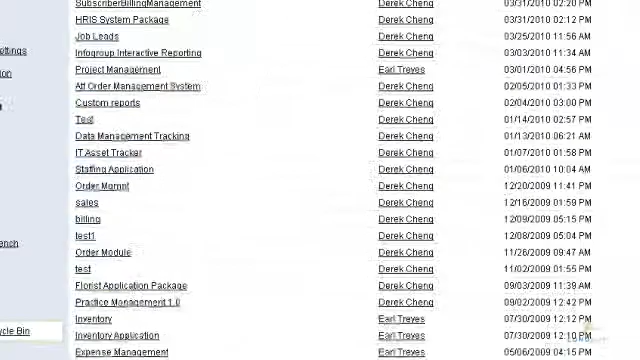 SubscriberBillingManagement Derek Cheng 03/31/2010 02:20 PM
HRIS System Package Derek Cheng 03/31/2010 02:12 PM
Job Leads Derek Cheng 03/25/2010 11:56 AM
ettings Infogroup Interactive Reporting Derek Cheng 03/03/2010 11:34 AM
ion Project Management Earl Treves 03/01/2010 04:56 PM
Att Order Management System Derek Cheng 02/05/2010 01:33 PM
Custom reports Derek Cheng 02/04/2010 03:00 PM
Test Derek Cheng 01/14/2010 02:57 PM
Data Management Tracking Derek Cheng 01/13/2010 06:21 AM
IT Asset Tracker Derek Cheng 01/07/2010 01:58 PM
Staffing Application Derek Cheng 01/06/2010 10:04 AM
Order Mgmnt Derek Cheng 12/20/2009 11:41 PM
sales Derek Cheng 12/16/2009 01:59 PM
billing Derek Cheng 12/09/2009 05:15 PM
test1 Derek Cheng 12/08/2009 05:04 PM
ench Order Module Derek Cheng 11/26/2009 09:47 AM
test Derek Cheng 11/02/2009 01:55 PM
Florist Application Package Derek Cheng 09/03/2009 11:39 AM
Practice Management 1.0 Derek Cheng 09/02/2009 12:42 PM
Inventory Earl Treves 07/30/2009 12:12 PM
ycle Bin Inventory Application Earl Treves 07/30/2009 12:10 PM
Expense Management Earl Treves 05/06/2009 04:15 PM